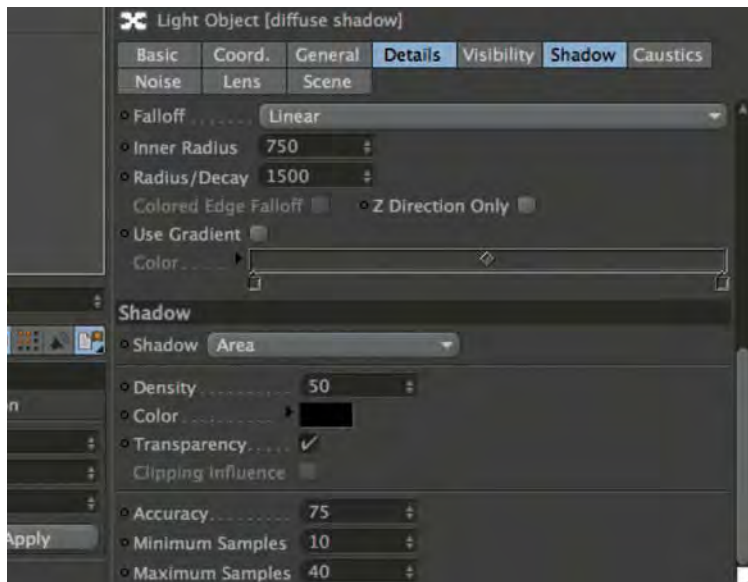 Light Object [diffuse shadow]
Basic Coord. General Details Visibility Shadow Caustics
Noise Lens Scene
Falloff ....... Linear
Inner Radius 750
Radius/Decay 1500
Colored Edge Falloff Z Direction Only
Use Gradient
Color.....
Shadow
Shadow Area
Density .......... 50
Color ..........
Transparency.....
Clipping Influence
Accuracy......... 75
Minimum Samples 10
Apply
Maximum Samples 40